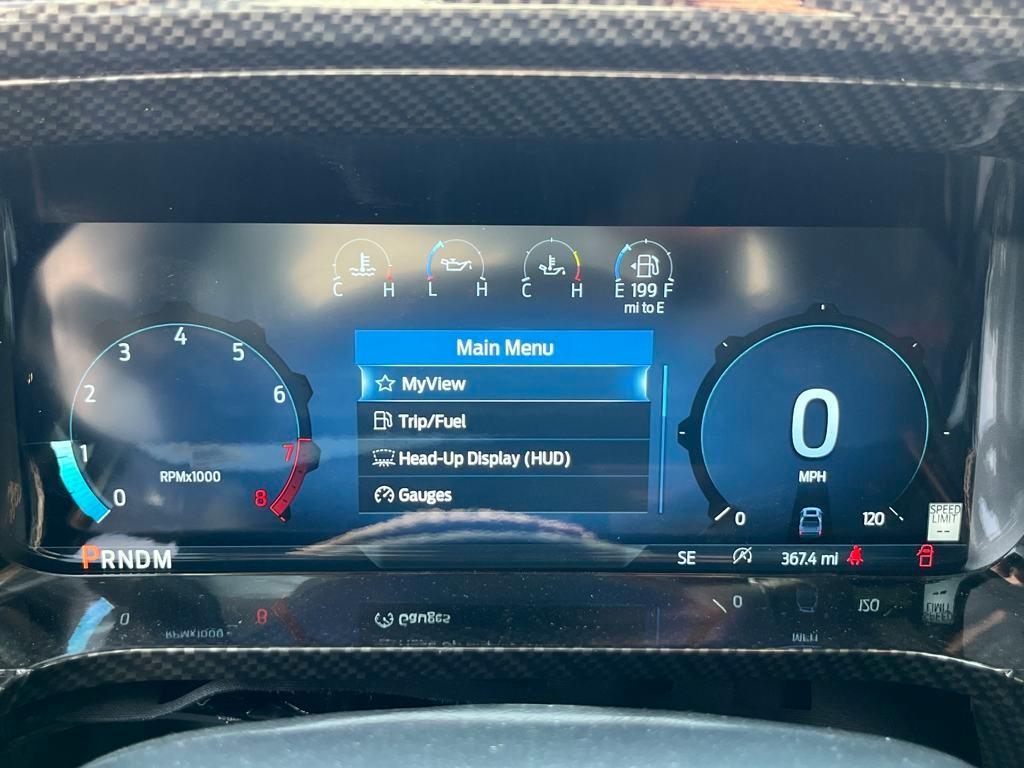 C H L H C H E 199 F
mi to E
Main Menu
MyView
Trip/Fuel
Head-Up Display (HUD)
Gauges
0 1 2 3 4 5 6 7 8
RPMx1000
0
MPH
0 120
SPEED
LIMIT
--
PRNDM
SE
367.4 mi